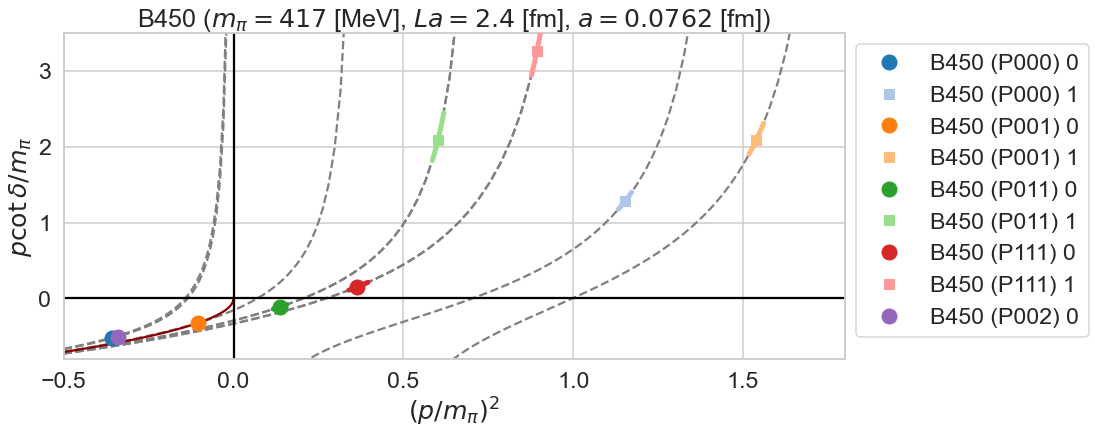 B450 (mπ = 417 [MeV], La = 2.4 [fm], a = 0.0762 [fm])
p cot δ/mπ
3
2
1
0
−0.5
0.0
0.5
1.0
1.5
(p/mπ)²
B450 (P000) 0
B450 (P000) 1
B450 (P001) 0
B450 (P001) 1
B450 (P011) 0
B450 (P011) 1
B450 (P111) 0
B450 (P111) 1
B450 (P002) 0